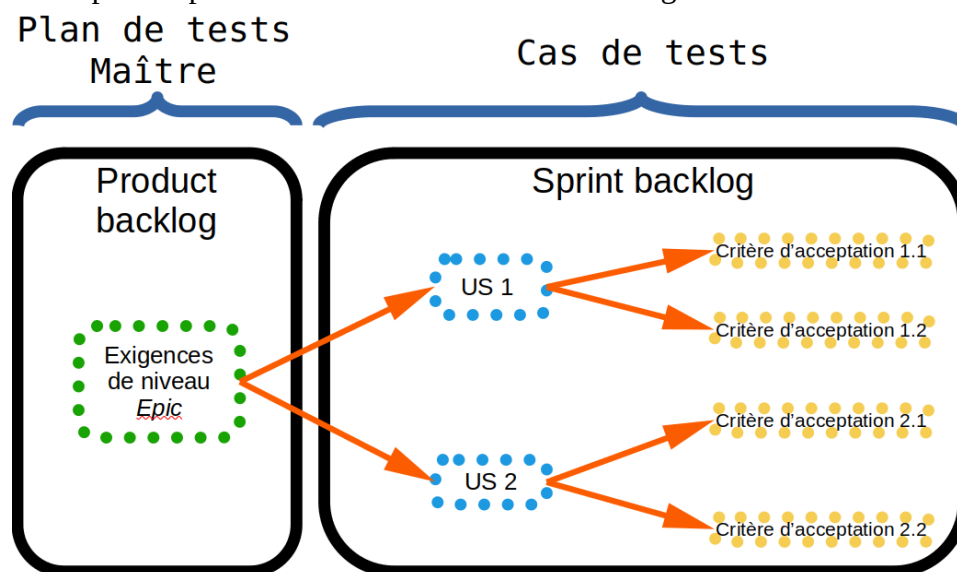 Plan de tests
Maître
Cas de tests
Product
backlog
Sprint backlog
Exigences
de niveau
Epic
US 1
US 2
Critère d'acceptation 1.1
Critère d'acceptation 1.2
Critère d'acceptation 2.1
Critère d'acceptation 2.2